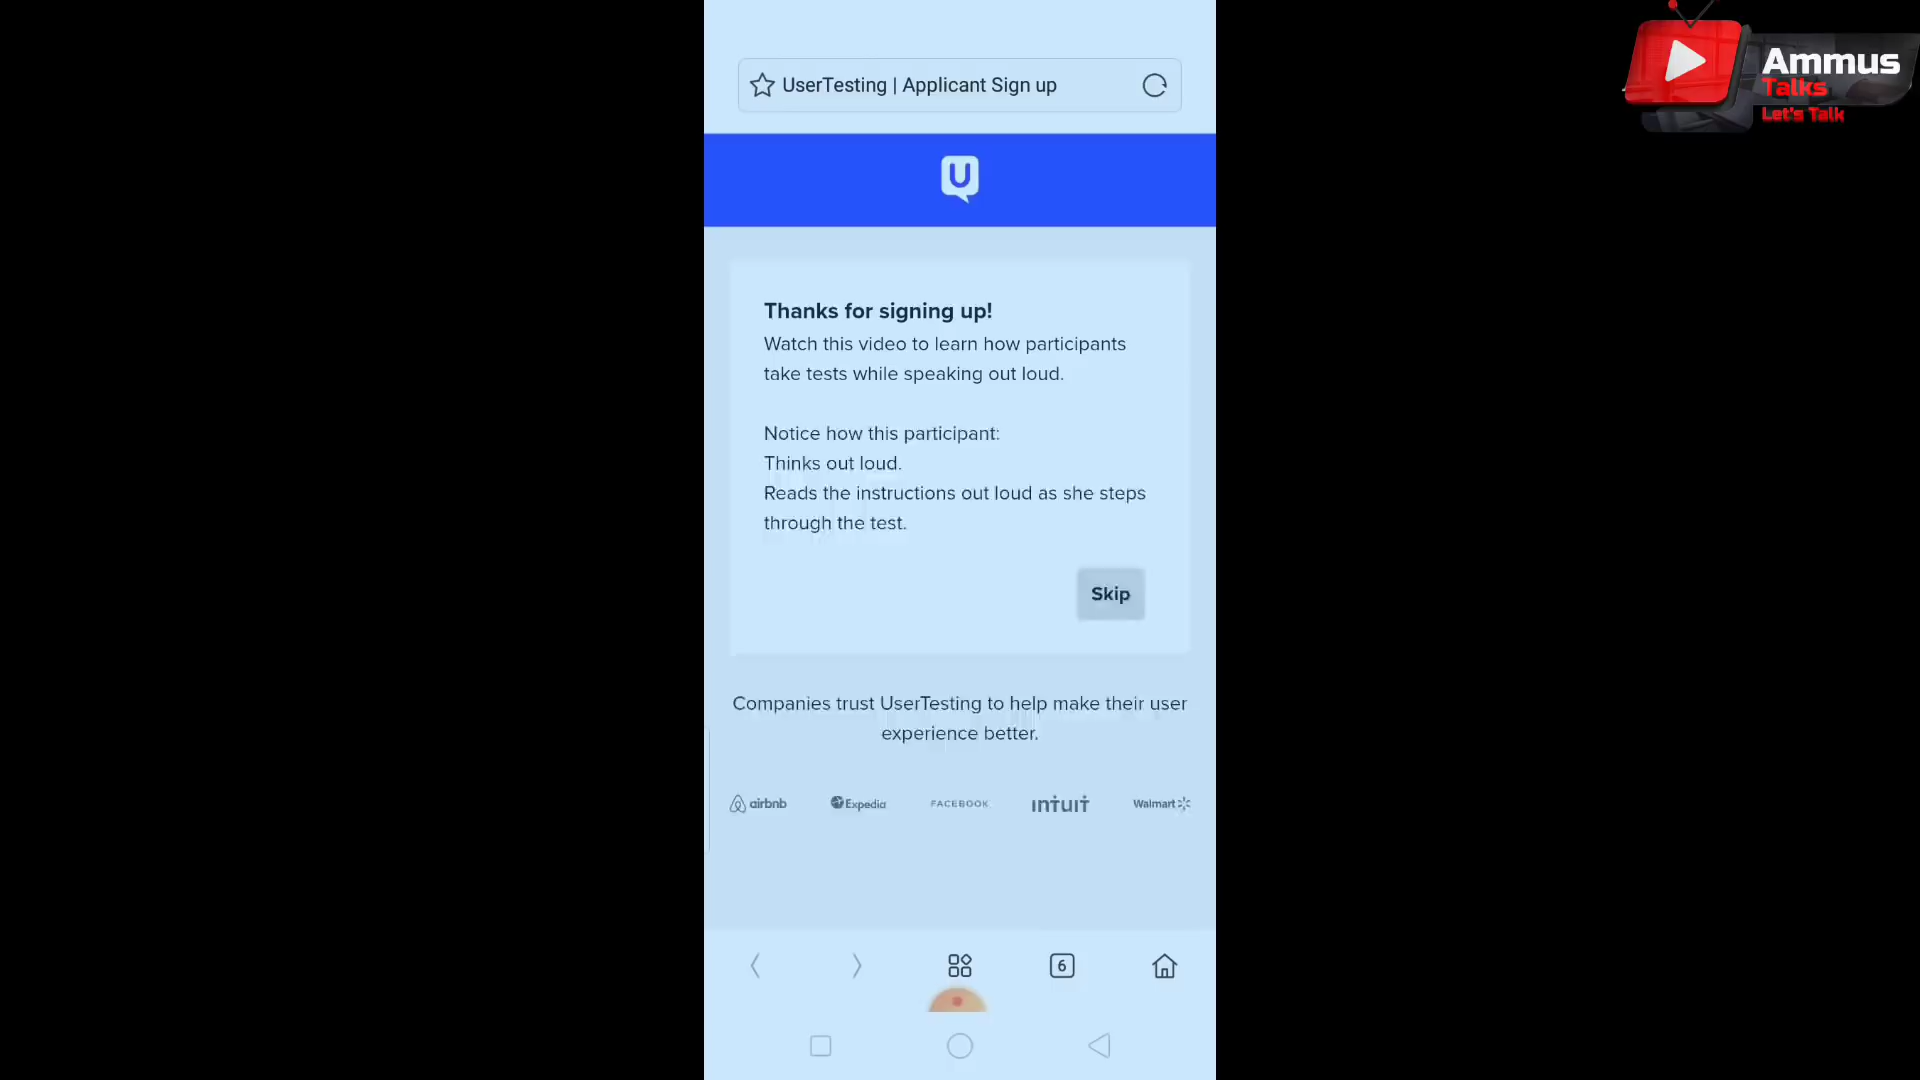 UserTesting | Applicant Sign up
Ammus
Talks
Let's Talk
U
Thanks for signing up!
Watch this video to learn how participants
take tests while speaking out loud.
Notice how this participant:
Thinks out loud.
Reads the instructions out loud as she steps
through the test.
Skip
Companies trust UserTesting to help make their user
experience better.
airbnb Expedia FACEBOOK intuit Walmart
6